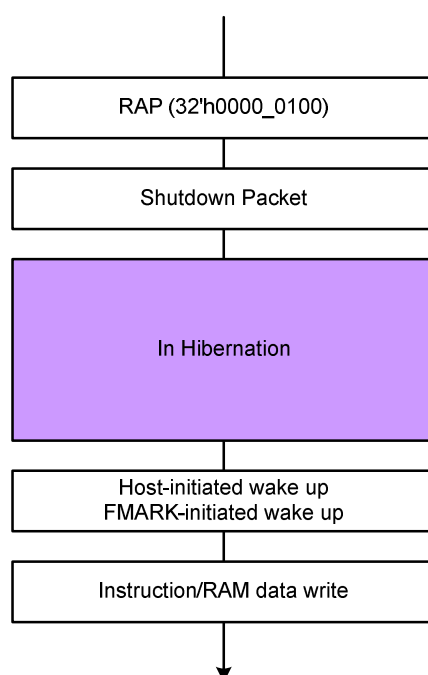 RAP (32'h0000_0100)
Shutdown Packet
In Hibernation
Host-initiated wake up
FMARK-initiated wake up
Instruction/RAM data write